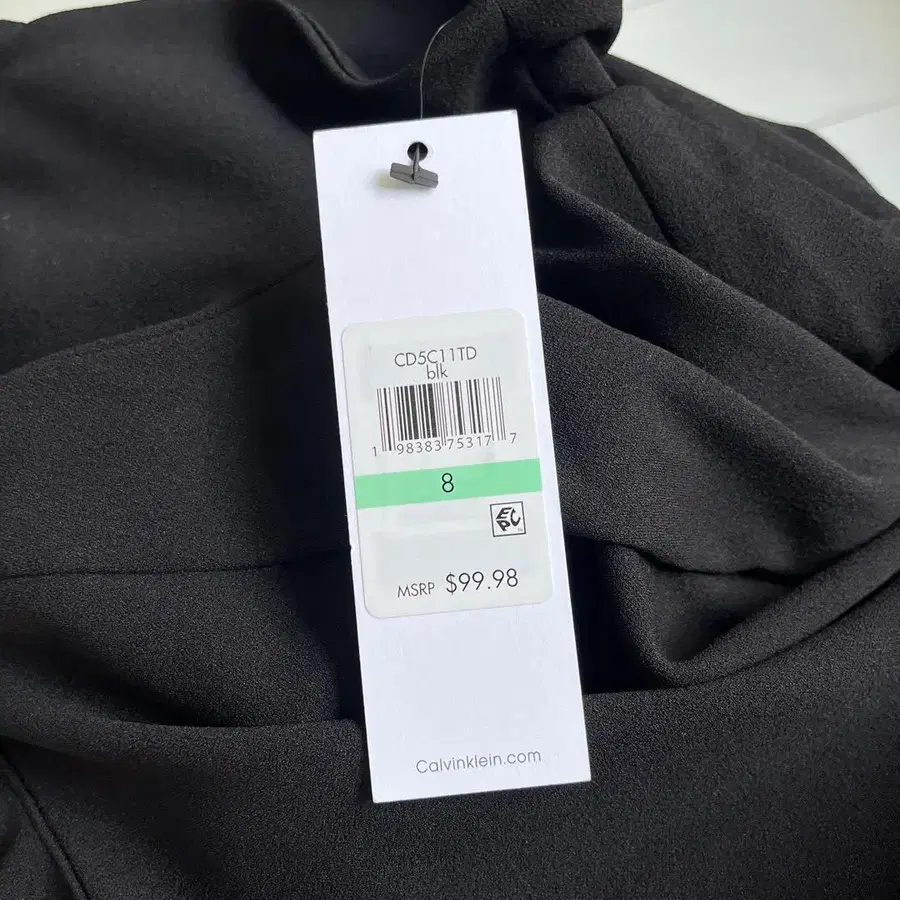 CD5C11TD
blk
1 98383 75317 7
8
EPC
MSRP $99.98
Calvinklein.com